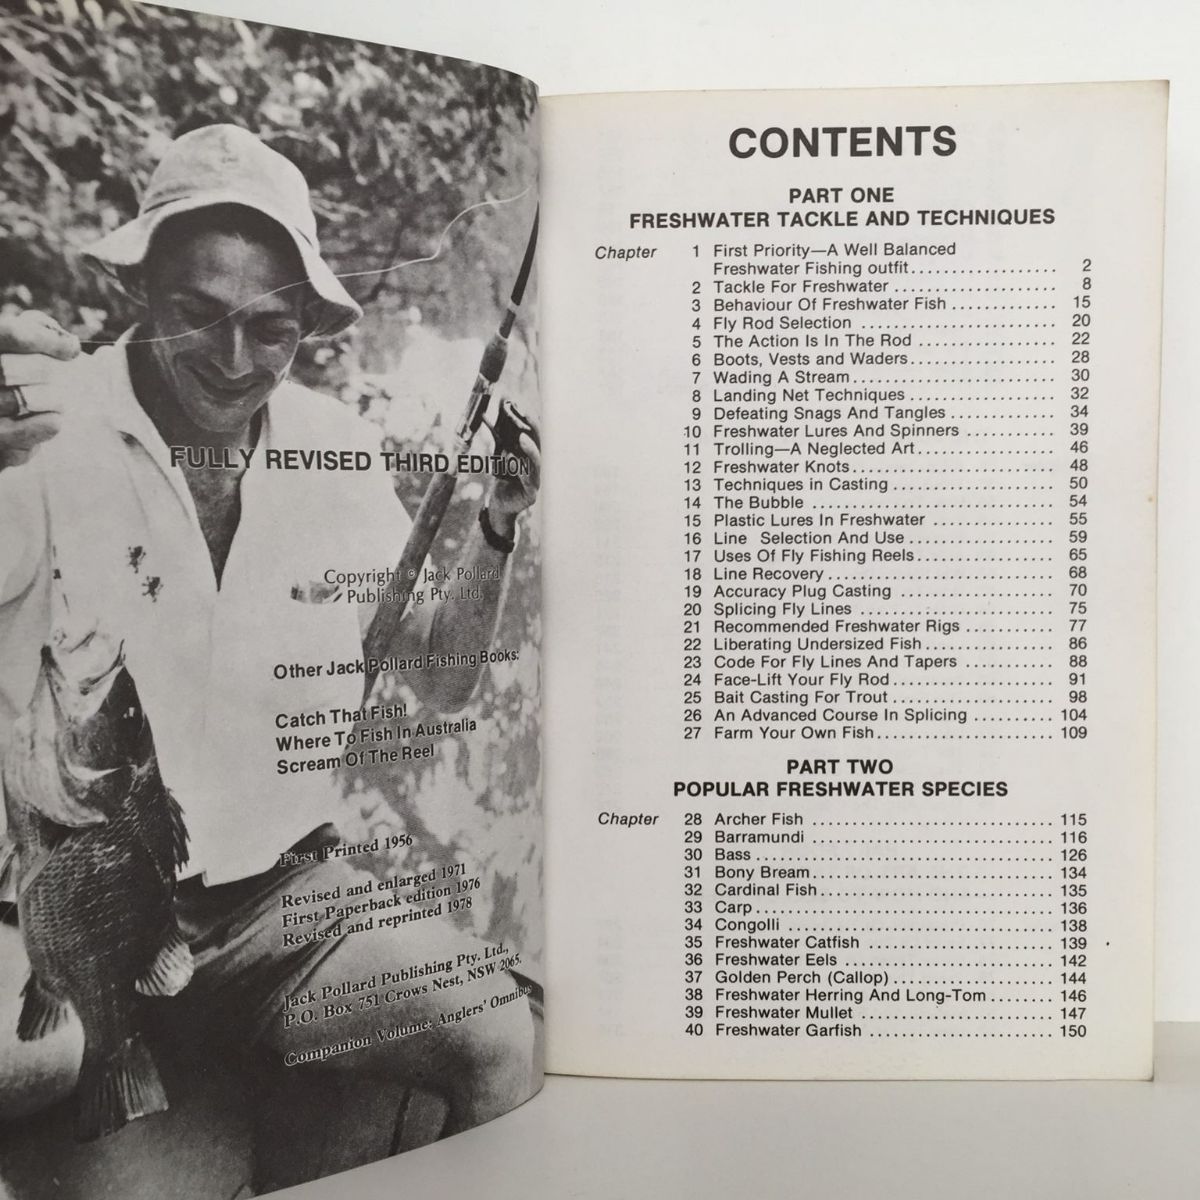 FULLY REVISED THIRD EDITION
Copyright © Jack Pollard
Publishing Pty. Ltd.
Other Jack Pollard Fishing Books:
Catch That Fish!
Where To Fish In Australia
Scream Of The Reel
First Printed 1956
Revised and enlarged 1971
First Paperback edition 1976
Revised and reprinted 1978
Jack Pollard Publishing Pty. Ltd.,
P.O. Box 751 Crows Nest, NSW 2065.
Companion Volume: Anglers' Omnibus
CONTENTS
PART ONE
FRESHWATER TACKLE AND TECHNIQUES
Chapter 1 First Priority—A Well Balanced
Freshwater Fishing outfit.................. 2
2 Tackle For Freshwater .................... 8
3 Behaviour Of Freshwater Fish ............. 15
4 Fly Rod Selection ........................ 20
5 The Action Is In The Rod ................. 22
6 Boots, Vests and Waders.................. 28
7 Wading A Stream......................... 30
8 Landing Net Techniques .................. 32
9 Defeating Snags And Tangles ............. 34
10 Freshwater Lures And Spinners ........... 39
11 Trolling—A Neglected Art................. 46
12 Freshwater Knots......................... 48
13 Techniques in Casting .................... 50
14 The Bubble .............................. 54
15 Plastic Lures In Freshwater ............... 55
16 Line Selection And Use .................. 59
17 Uses Of Fly Fishing Reels................. 65
18 Line Recovery............................ 68
19 Accuracy Plug Casting ................... 70
20 Splicing Fly Lines ........................ 75
21 Recommended Freshwater Rigs ........... 77
22 Liberating Undersized Fish................ 86
23 Code For Fly Lines And Tapers ............ 88
24 Face-Lift Your Fly Rod.................... 91
25 Bait Casting For Trout .................... 98
26 An Advanced Course In Splicing .......... 104
27 Farm Your Own Fish...................... 109
PART TWO
POPULAR FRESHWATER SPECIES
Chapter 28 Archer Fish .............................. 115
29 Barramundi .............................. 116
30 Bass ..................................... 126
31 Bony Bream.............................. 134
32 Cardinal Fish............................. 135
33 Carp..................................... 136
34 Congolli ................................. 138
35 Freshwater Catfish ....................... 139
36 Freshwater Eels .......................... 142
37 Golden Perch (Callop).................... 144
38 Freshwater Herring And Long-Tom ........ 146
39 Freshwater Mullet ........................ 147
40 Freshwater Garfish ....................... 150